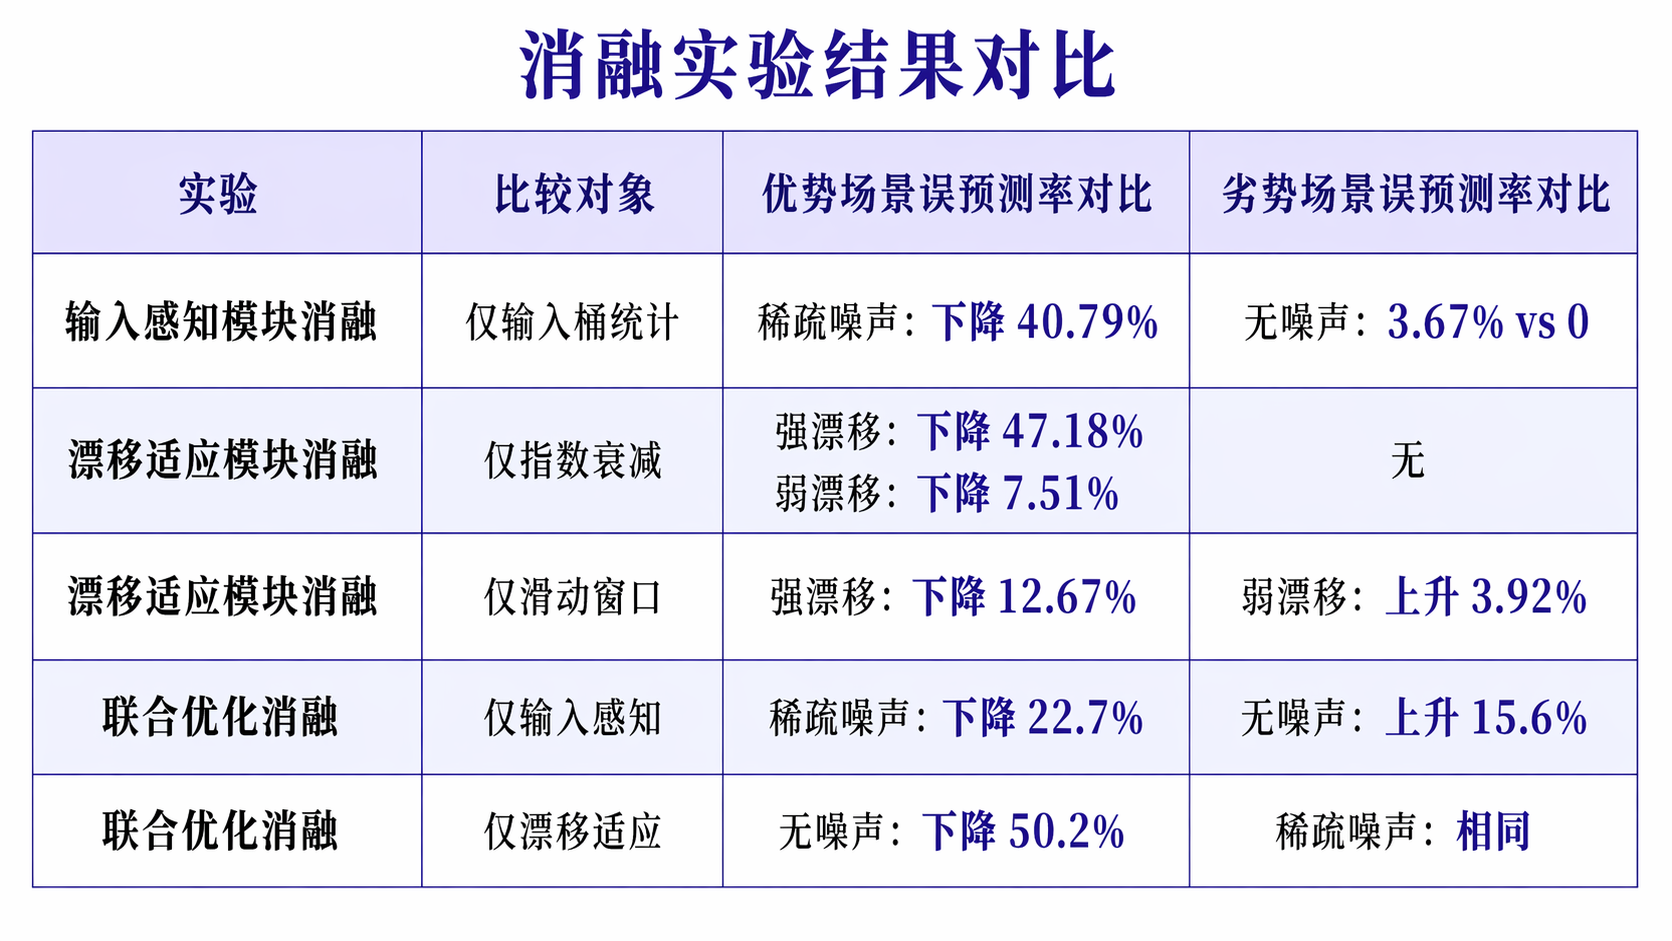 消融实验结果对比
实验 比较对象 优势场景误预测率对比 劣势场景误预测率对比
输入感知模块消融 仅输入桶统计 稀疏噪声：下降 40.79% 无噪声：3.67% vs 0
漂移适应模块消融 仅指数衰减 强漂移：下降 47.18% 无
弱漂移：下降 7.51%
漂移适应模块消融 仅滑动窗口 强漂移：下降 12.67% 弱漂移：上升 3.92%
联合优化消融 仅输入感知 稀疏噪声：下降 22.7% 无噪声：上升 15.6%
联合优化消融 仅漂移适应 无噪声：下降 50.2% 稀疏噪声：相同